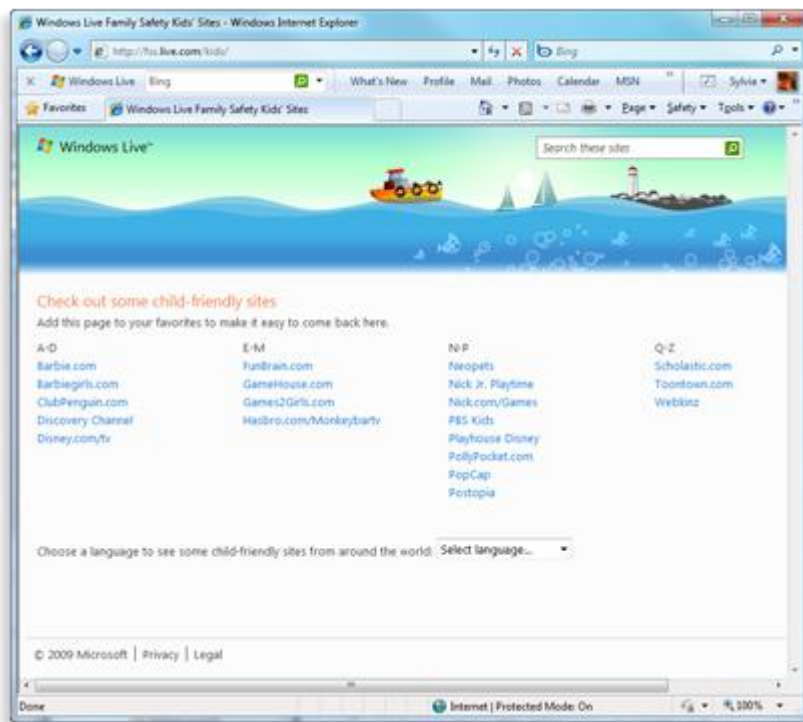 Windows Live Family Safety Kids' Sites - Windows Internet Explorer
http://fss.live.com/kids/
Bing
Windows Live Bing What's New Profile Mail Photos Calendar MSN Sylvia
Favorites Windows Live Family Safety Kids' Sites Page Safety Tools
Windows Live™ Search these sites
Check out some child-friendly sites
Add this page to your favorites to make it easy to come back here.
A-D
Barbie.com
Barbiegirls.com
ClubPenguin.com
Discovery Channel
Disney.com/tv
E-M
FunBrain.com
GameHouse.com
Games2Girls.com
Hasbro.com/Monkeybartv
N-P
Neopets
Nick Jr. Playtime
Nick.com/Games
PBS Kids
Playhouse Disney
PollyPocket.com
PopCap
Postopia
Q-Z
Scholastic.com
Toontown.com
Webkinz
Choose a language to see some child-friendly sites from around the world: Select language...
© 2009 Microsoft | Privacy | Legal
Done Internet | Protected Mode: On 100%